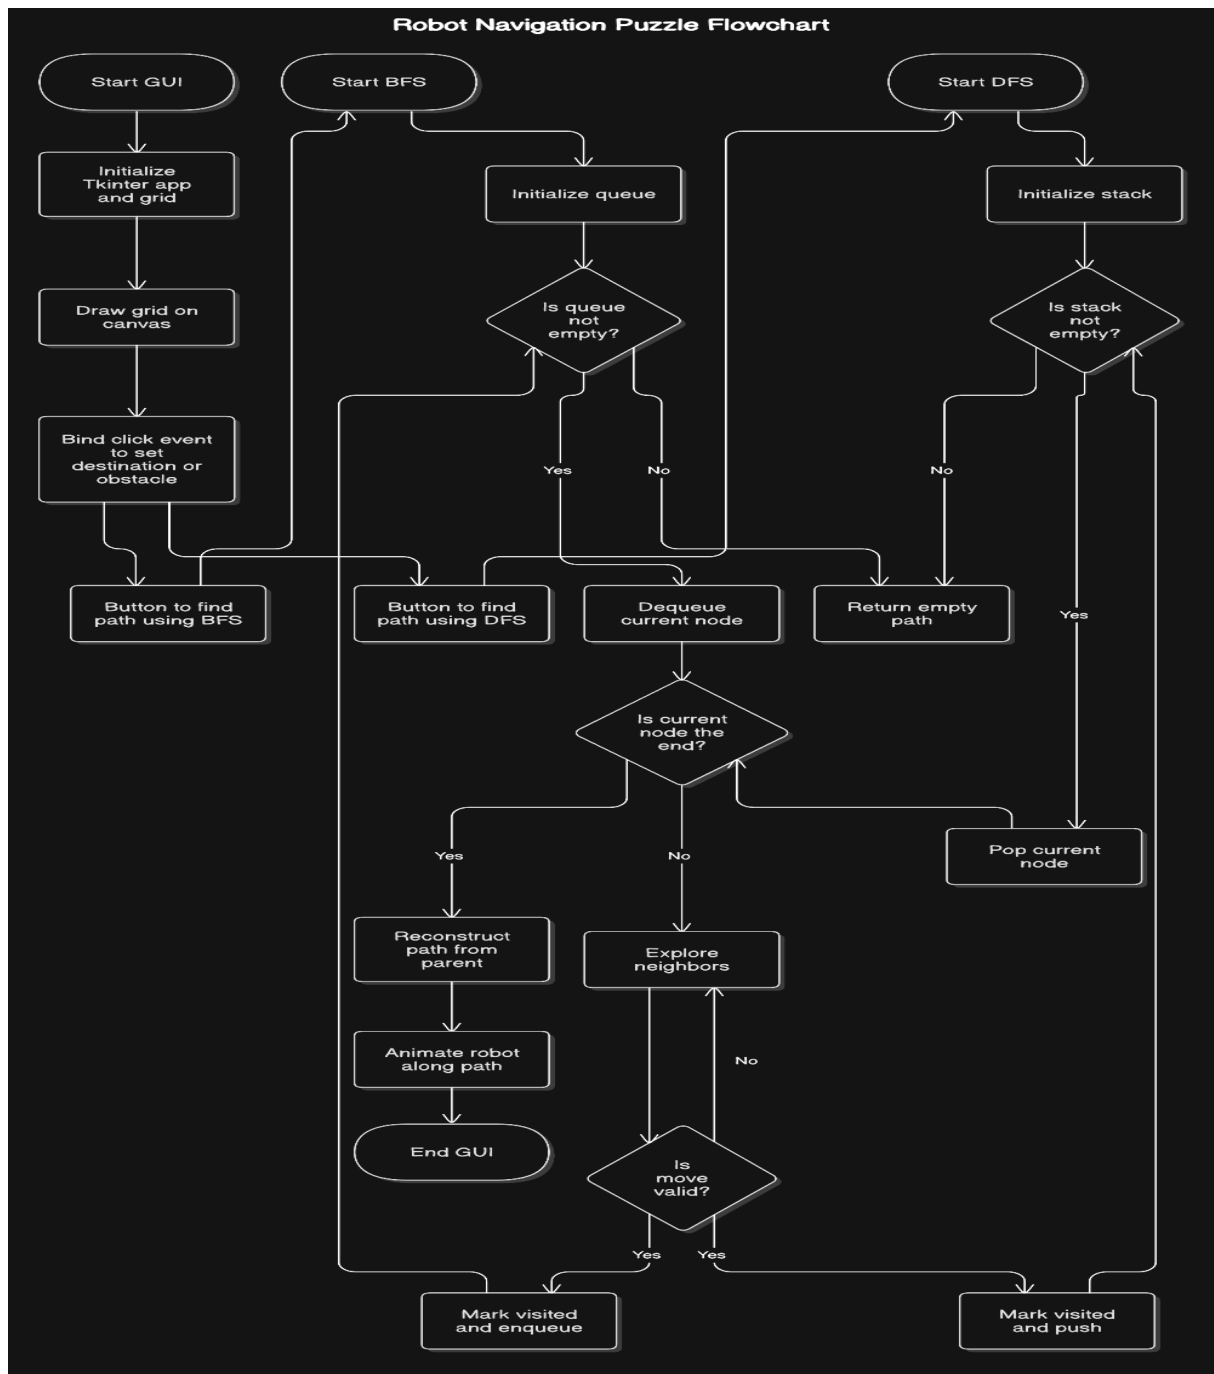 Robot Navigation Puzzle Flowchart
Start GUI
Start BFS
Start DFS
Initialize
Tkinter app
and grid
Initialize queue
Initialize stack
Draw grid on
canvas
Is queue
not
empty?
Is stack
not
empty?
Bind click event
to set
destination or
obstacle
Yes
No
No
Button to find
path using BFS
Button to find
path using DFS
Dequeue
current node
Return empty
path
Yes
Is current
node the
end?
Yes
No
Pop current
node
Reconstruct
path from
parent
Explore
neighbors
Animate robot
along path
No
End GUI
Is
move
valid?
Yes
Yes
Mark visited
and enqueue
Mark visited
and push